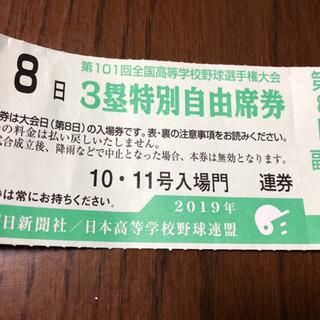 第101回全国高等学校野球選手権大会
8日 3塁特別自由席券
券は大会日(第8日)の入場券です。表・裏の注意事項をお読みください。
の料金は払い戻しいたしません。
試合成立後、降雨などで中止となった場合、本券は無効となります。
10・11号入場門 連券
券は常にお持ちください。
2019年
日新聞社/日本高等学校野球連盟
第
副